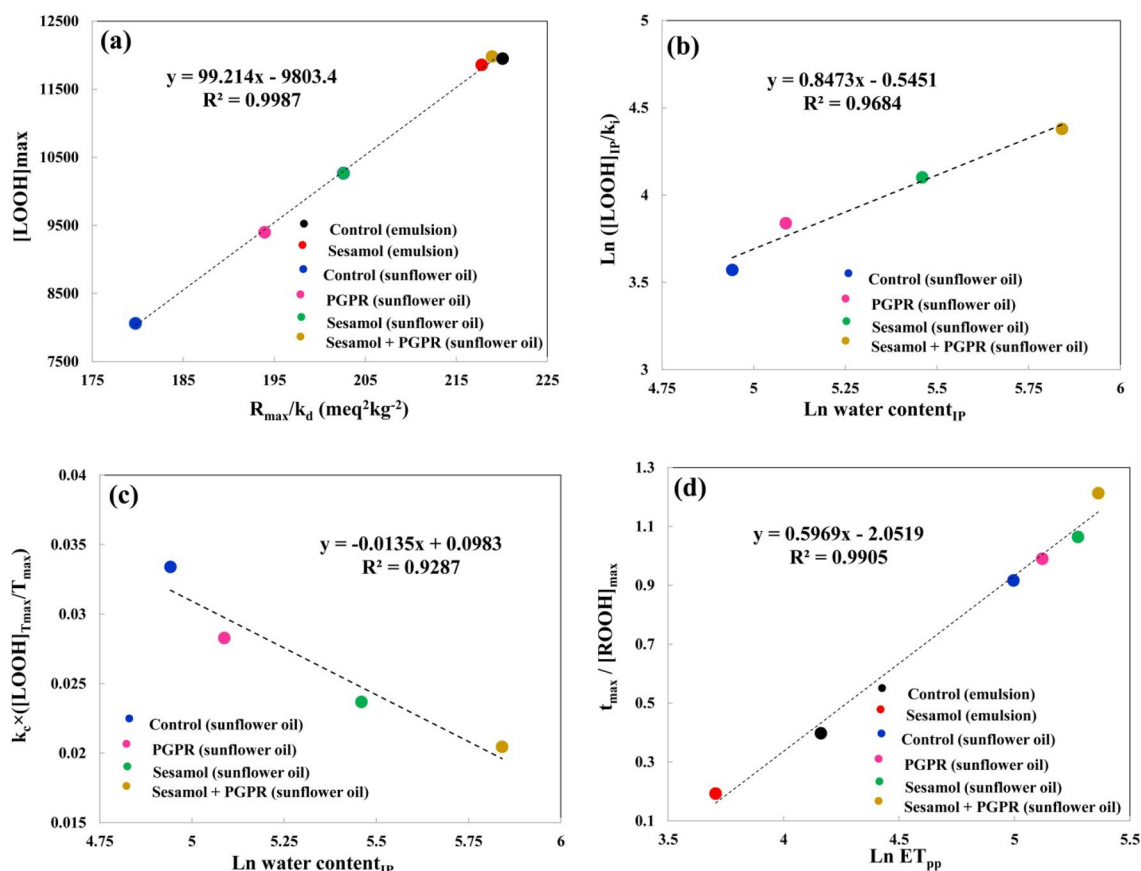 (a)
12500
11500
10500
9500
8500
7500
[LOOH]max
y = 99.214x - 9803.4
R² = 0.9987
Control (emulsion)
Sesamol (emulsion)
Control (sunflower oil)
PGPR (sunflower oil)
Sesamol (sunflower oil)
Sesamol + PGPR (sunflower oil)
175 185 195 205 215 225
Rmax/kd (meq²kg⁻²)
(b)
5
4.5
4
3.5
3
Ln ([LOOH]IP/ki)
y = 0.8473x - 0.5451
R² = 0.9684
Control (sunflower oil)
PGPR (sunflower oil)
Sesamol (sunflower oil)
Sesamol + PGPR (sunflower oil)
4.75 5 5.25 5.5 5.75 6
Ln water contentIP
(c)
0.04
0.035
0.03
0.025
0.02
0.015
kc×([LOOH]Tmax/Tmax)
y = -0.0135x + 0.0983
R² = 0.9287
Control (sunflower oil)
PGPR (sunflower oil)
Sesamol (sunflower oil)
Sesamol + PGPR (sunflower oil)
4.75 5 5.25 5.5 5.75 6
Ln water contentIP
(d)
1.3
1.1
0.9
0.7
0.5
0.3
0.1
tmax / [ROOH]max
y = 0.5969x - 2.0519
R² = 0.9905
Control (emulsion)
Sesamol (emulsion)
Control (sunflower oil)
PGPR (sunflower oil)
Sesamol (sunflower oil)
Sesamol + PGPR (sunflower oil)
3.5 4 4.5 5 5.5
Ln ETpp